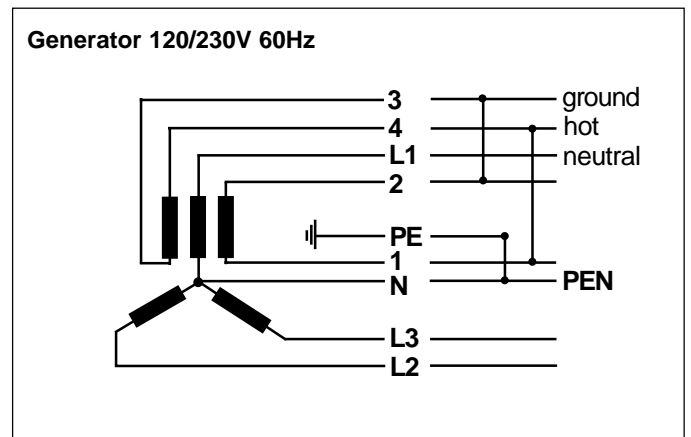 Generator 120/230V 60Hz
3 ground
4 hot
L1 neutral
2
PE
1
N PEN
L3
L2